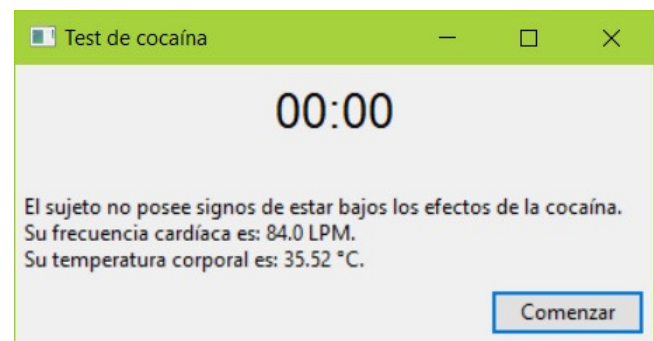 Test de cocaína
00:00
El sujeto no posee signos de estar bajos los efectos de la cocaína.
Su frecuencia cardíaca es: 84.0 LPM.
Su temperatura corporal es: 35.52 °C.
Comenzar